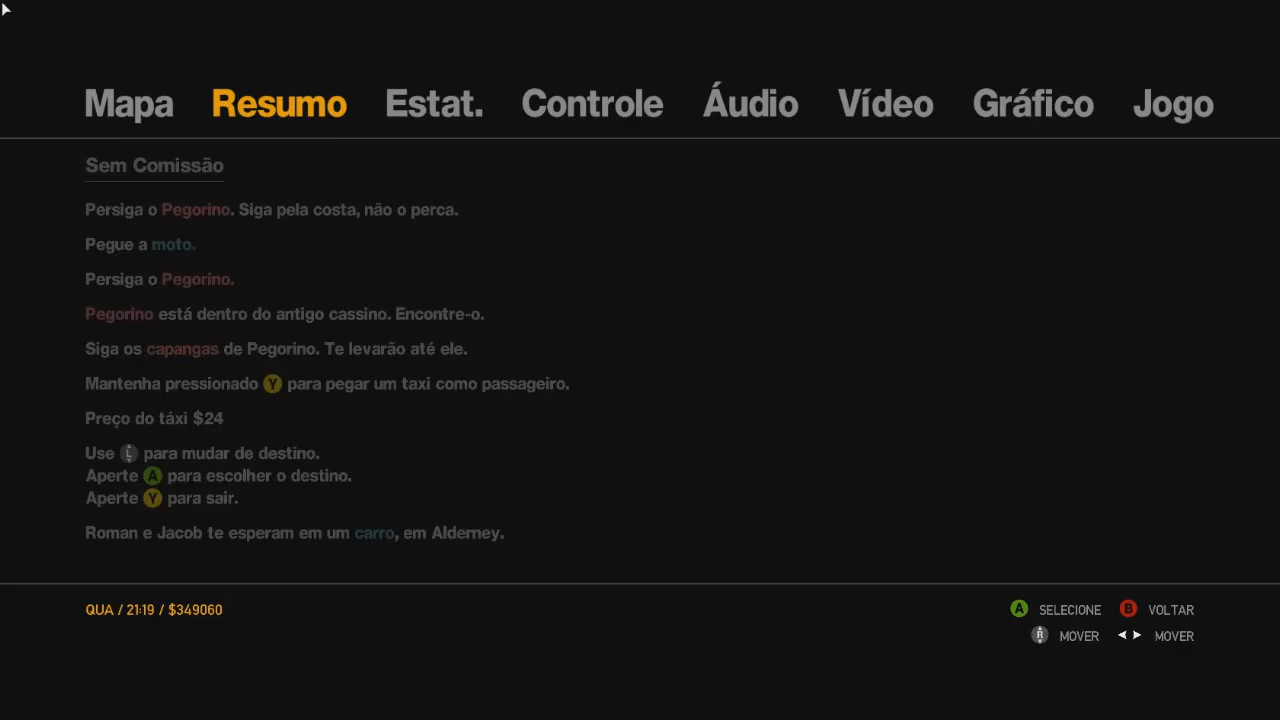 Mapa Resumo Estat. Controle Áudio Vídeo Gráfico Jogo
Sem Comissão
Persiga o Pegorino. Siga pela costa, não o perca.
Pegue a moto.
Persiga o Pegorino.
Pegorino está dentro do antigo cassino. Encontre-o.
Siga os capangas de Pegorino. Te levarão até ele.
Mantenha pressionado Y para pegar um taxi como passageiro.
Preço do táxi $24
Use L para mudar de destino.
Aperte A para escolher o destino.
Aperte Y para sair.
Roman e Jacob te esperam em um carro, em Alderney.
QUA / 21:19 / $349060
A SELECIONE B VOLTAR
R MOVER MOVER